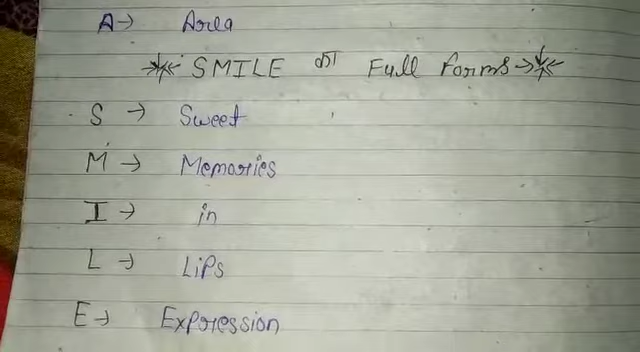 A → Area
SMILE का Full forms →
S → Sweet
M → Memories
I → in
L → Lips
E → Expression